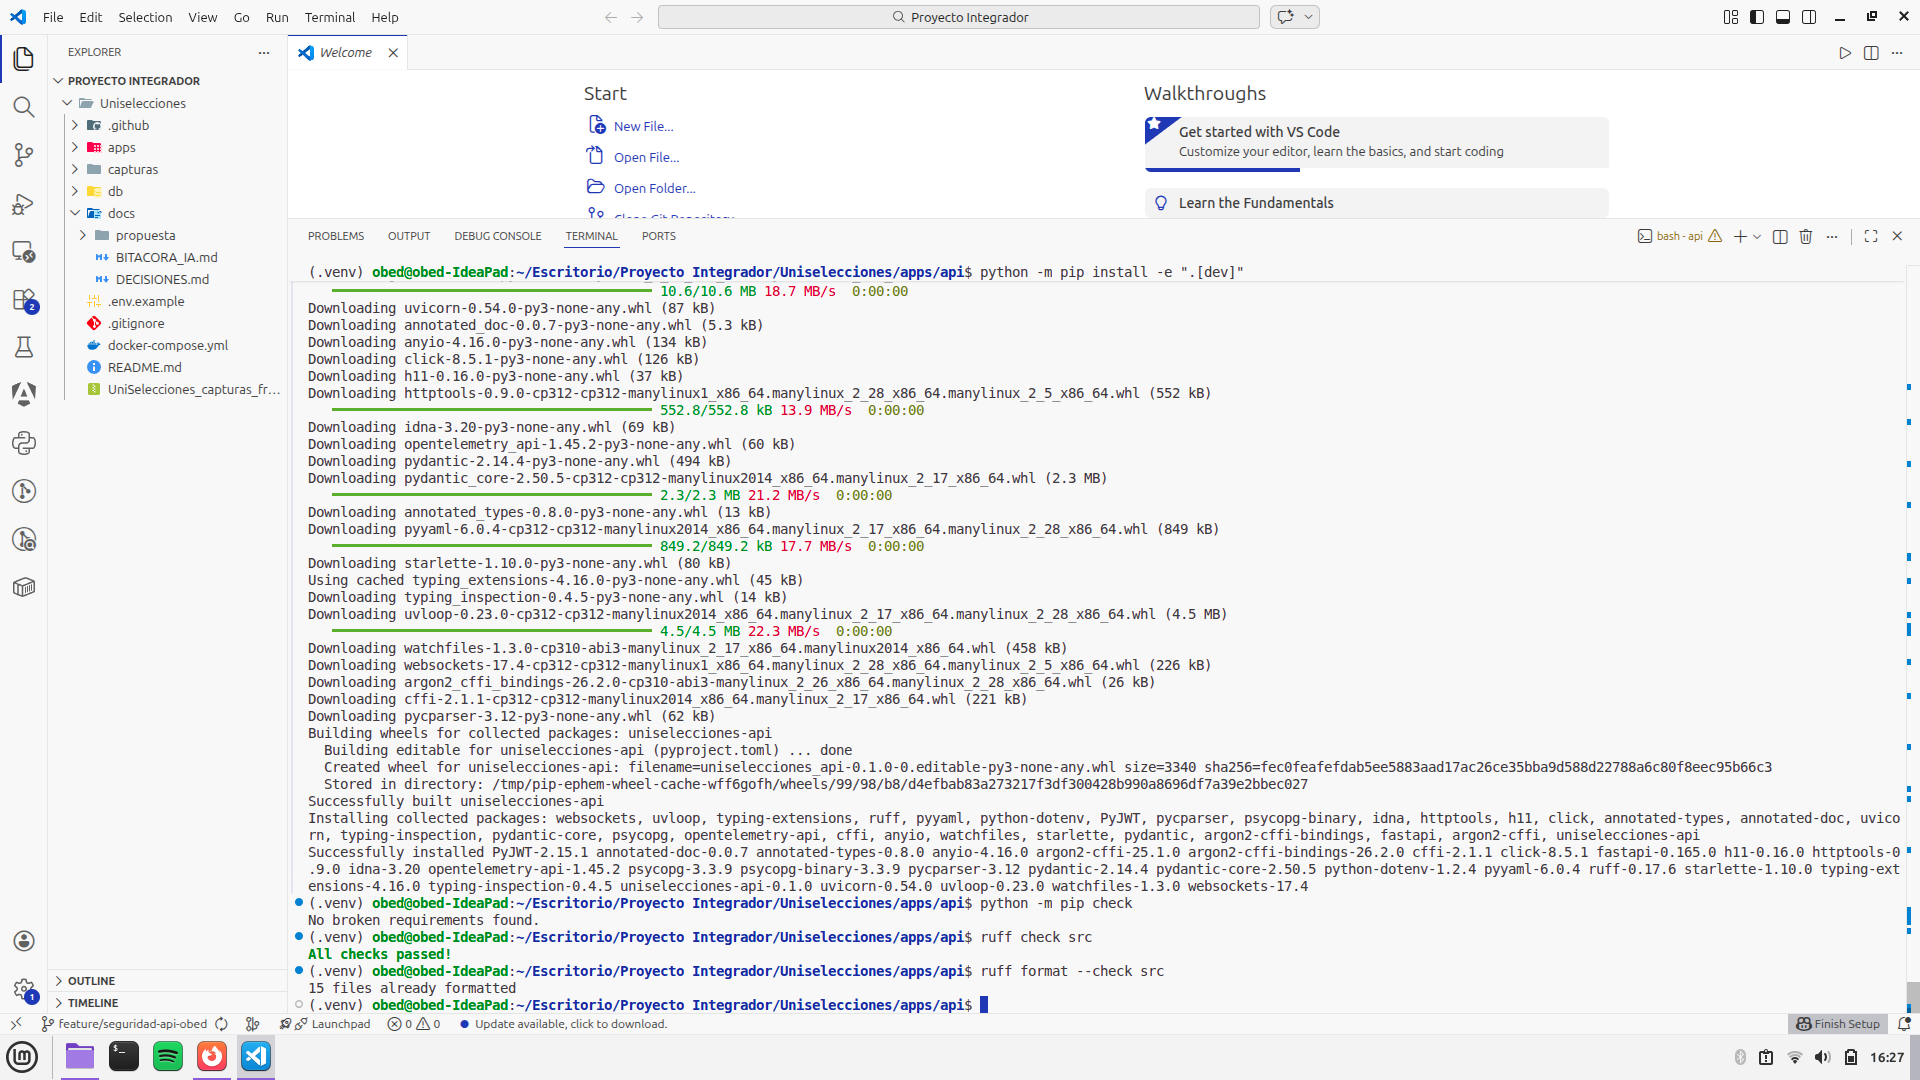 File Edit Selection View Go Run Terminal Help
Proyecto Integrador
EXPLORER
PROYECTO INTEGRADOR
Uniselecciones
.github
apps
capturas
db
docs
propuesta
BITACORA_IA.md
DECISIONES.md
.env.example
.gitignore
docker-compose.yml
README.md
UniSelecciones_capturas_fr...
OUTLINE
TIMELINE
Welcome
Start
New File...
Open File...
Open Folder...
Clone Git Repository...
Walkthroughs
Get started with VS Code
Customize your editor, learn the basics, and start coding
Learn the Fundamentals
PROBLEMS OUTPUT DEBUG CONSOLE TERMINAL PORTS
bash - api
(.venv) obed@obed-IdeaPad:~/Escritorio/Proyecto Integrador/Uniselecciones/apps/api$ python -m pip install -e ".[dev]"
10.6/10.6 MB 18.7 MB/s 0:00:00
Downloading uvicorn-0.54.0-py3-none-any.whl (87 kB)
Downloading annotated_doc-0.0.7-py3-none-any.whl (5.3 kB)
Downloading anyio-4.16.0-py3-none-any.whl (134 kB)
Downloading click-8.5.1-py3-none-any.whl (126 kB)
Downloading h11-0.16.0-py3-none-any.whl (37 kB)
Downloading httptools-0.9.0-cp312-cp312-manylinux1_x86_64.manylinux_2_28_x86_64.manylinux_2_5_x86_64.whl (552 kB)
552.8/552.8 kB 13.9 MB/s 0:00:00
Downloading idna-3.20-py3-none-any.whl (69 kB)
Downloading opentelemetry_api-1.45.2-py3-none-any.whl (60 kB)
Downloading pydantic-2.14.4-py3-none-any.whl (494 kB)
Downloading pydantic_core-2.50.5-cp312-cp312-manylinux2014_x86_64.manylinux_2_17_x86_64.whl (2.3 MB)
2.3/2.3 MB 21.2 MB/s 0:00:00
Downloading annotated_types-0.8.0-py3-none-any.whl (13 kB)
Downloading pyyaml-6.0.4-cp312-cp312-manylinux2014_x86_64.manylinux_2_17_x86_64.manylinux_2_28_x86_64.whl (849 kB)
849.2/849.2 kB 17.7 MB/s 0:00:00
Downloading starlette-1.10.0-py3-none-any.whl (80 kB)
Using cached typing_extensions-4.16.0-py3-none-any.whl (45 kB)
Downloading typing_inspection-0.4.5-py3-none-any.whl (14 kB)
Downloading uvloop-0.23.0-cp312-cp312-manylinux2014_x86_64.manylinux_2_17_x86_64.manylinux_2_28_x86_64.whl (4.5 MB)
4.5/4.5 MB 22.3 MB/s 0:00:00
Downloading watchfiles-1.3.0-cp310-abi3-manylinux_2_17_x86_64.manylinux2014_x86_64.whl (458 kB)
Downloading websockets-17.4-cp312-cp312-manylinux1_x86_64.manylinux_2_28_x86_64.manylinux_2_5_x86_64.whl (226 kB)
Downloading argon2_cffi_bindings-26.2.0-cp310-abi3-manylinux_2_26_x86_64.manylinux_2_28_x86_64.whl (26 kB)
Downloading cffi-2.1.1-cp312-cp312-manylinux2014_x86_64.manylinux_2_17_x86_64.whl (221 kB)
Downloading pycparser-3.12-py3-none-any.whl (62 kB)
Building wheels for collected packages: uniselecciones-api
Building editable for uniselecciones-api (pyproject.toml) ... done
Created wheel for uniselecciones-api: filename=uniselecciones_api-0.1.0-0.editable-py3-none-any.whl size=3340 sha256=fec0feafefdab5ee5883aad17ac26ce35bba9d588d22788a6c80f8eec95b66c3
Stored in directory: /tmp/pip-ephem-wheel-cache-wff6gofh/wheels/99/98/b8/d4efbab83a273217f3df300428b990a8696df7a39e2bbec027
Successfully built uniselecciones-api
Installing collected packages: websockets, uvloop, typing-extensions, ruff, pyyaml, python-dotenv, PyJWT, pycparser, psycopg-binary, idna, httptools, h11, click, annotated-types, annotated-doc, uvico
rn, typing-inspection, pydantic-core, psycopg, opentelemetry-api, cffi, anyio, watchfiles, starlette, pydantic, argon2-cffi-bindings, fastapi, argon2-cffi, uniselecciones-api
Successfully installed PyJWT-2.15.1 annotated-doc-0.0.7 annotated-types-0.8.0 anyio-4.16.0 argon2-cffi-25.1.0 argon2-cffi-bindings-26.2.0 cffi-2.1.1 click-8.5.1 fastapi-0.165.0 h11-0.16.0 httptools-0
.9.0 idna-3.20 opentelemetry-api-1.45.2 psycopg-3.3.9 psycopg-binary-3.3.9 pycparser-3.12 pydantic-2.14.4 pydantic-core-2.50.5 python-dotenv-1.2.4 pyyaml-6.0.4 ruff-0.17.6 starlette-1.10.0 typing-ext
ensions-4.16.0 typing-inspection-0.4.5 uniselecciones-api-0.1.0 uvicorn-0.54.0 uvloop-0.23.0 watchfiles-1.3.0 websockets-17.4
(.venv) obed@obed-IdeaPad:~/Escritorio/Proyecto Integrador/Uniselecciones/apps/api$ python -m pip check
No broken requirements found.
(.venv) obed@obed-IdeaPad:~/Escritorio/Proyecto Integrador/Uniselecciones/apps/api$ ruff check src
All checks passed!
(.venv) obed@obed-IdeaPad:~/Escritorio/Proyecto Integrador/Uniselecciones/apps/api$ ruff format --check src
15 files already formatted
(.venv) obed@obed-IdeaPad:~/Escritorio/Proyecto Integrador/Uniselecciones/apps/api$
2
1
feature/seguridad-api-obed Launchpad 0 0 Update available, click to download. Finish Setup
16:27